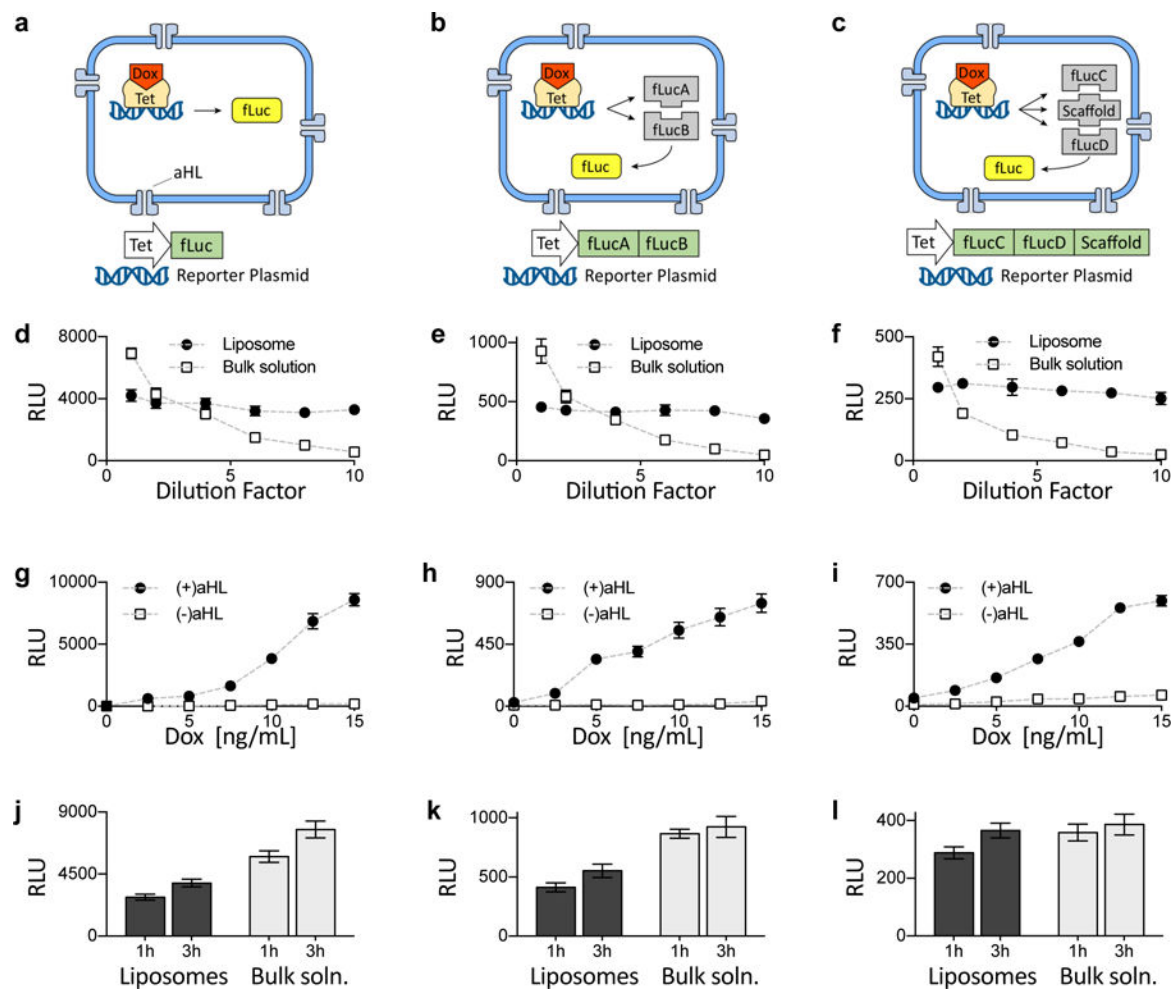 a
Dox
Tet
fLuc
aHL
Tet
fLuc
Reporter Plasmid
b
Dox
Tet
fLucA
fLucB
fLuc
Tet
fLucA
fLucB
Reporter Plasmid
c
Dox
Tet
fLucC
Scaffold
fLucD
fLuc
Tet
fLucC
fLucD
Scaffold
Reporter Plasmid
d
8000
4000
0
RLU
Liposome
Bulk solution
0
5
10
Dilution Factor
e
1000
500
0
RLU
Liposome
Bulk solution
0
5
10
Dilution Factor
f
500
250
0
RLU
Liposome
Bulk solution
0
5
10
Dilution Factor
g
10000
5000
0
RLU
(+)aHL
(-)aHL
0
5
10
15
Dox [ng/mL]
h
900
450
0
RLU
(+)aHL
(-)aHL
0
5
10
15
Dox [ng/mL]
i
700
350
0
RLU
(+)aHL
(-)aHL
0
5
10
15
Dox [ng/mL]
j
9000
4500
0
RLU
1h
3h
1h
3h
Liposomes
Bulk soln.
k
1000
500
0
RLU
1h
3h
1h
3h
Liposomes
Bulk soln.
l
400
200
0
RLU
1h
3h
1h
3h
Liposomes
Bulk soln.